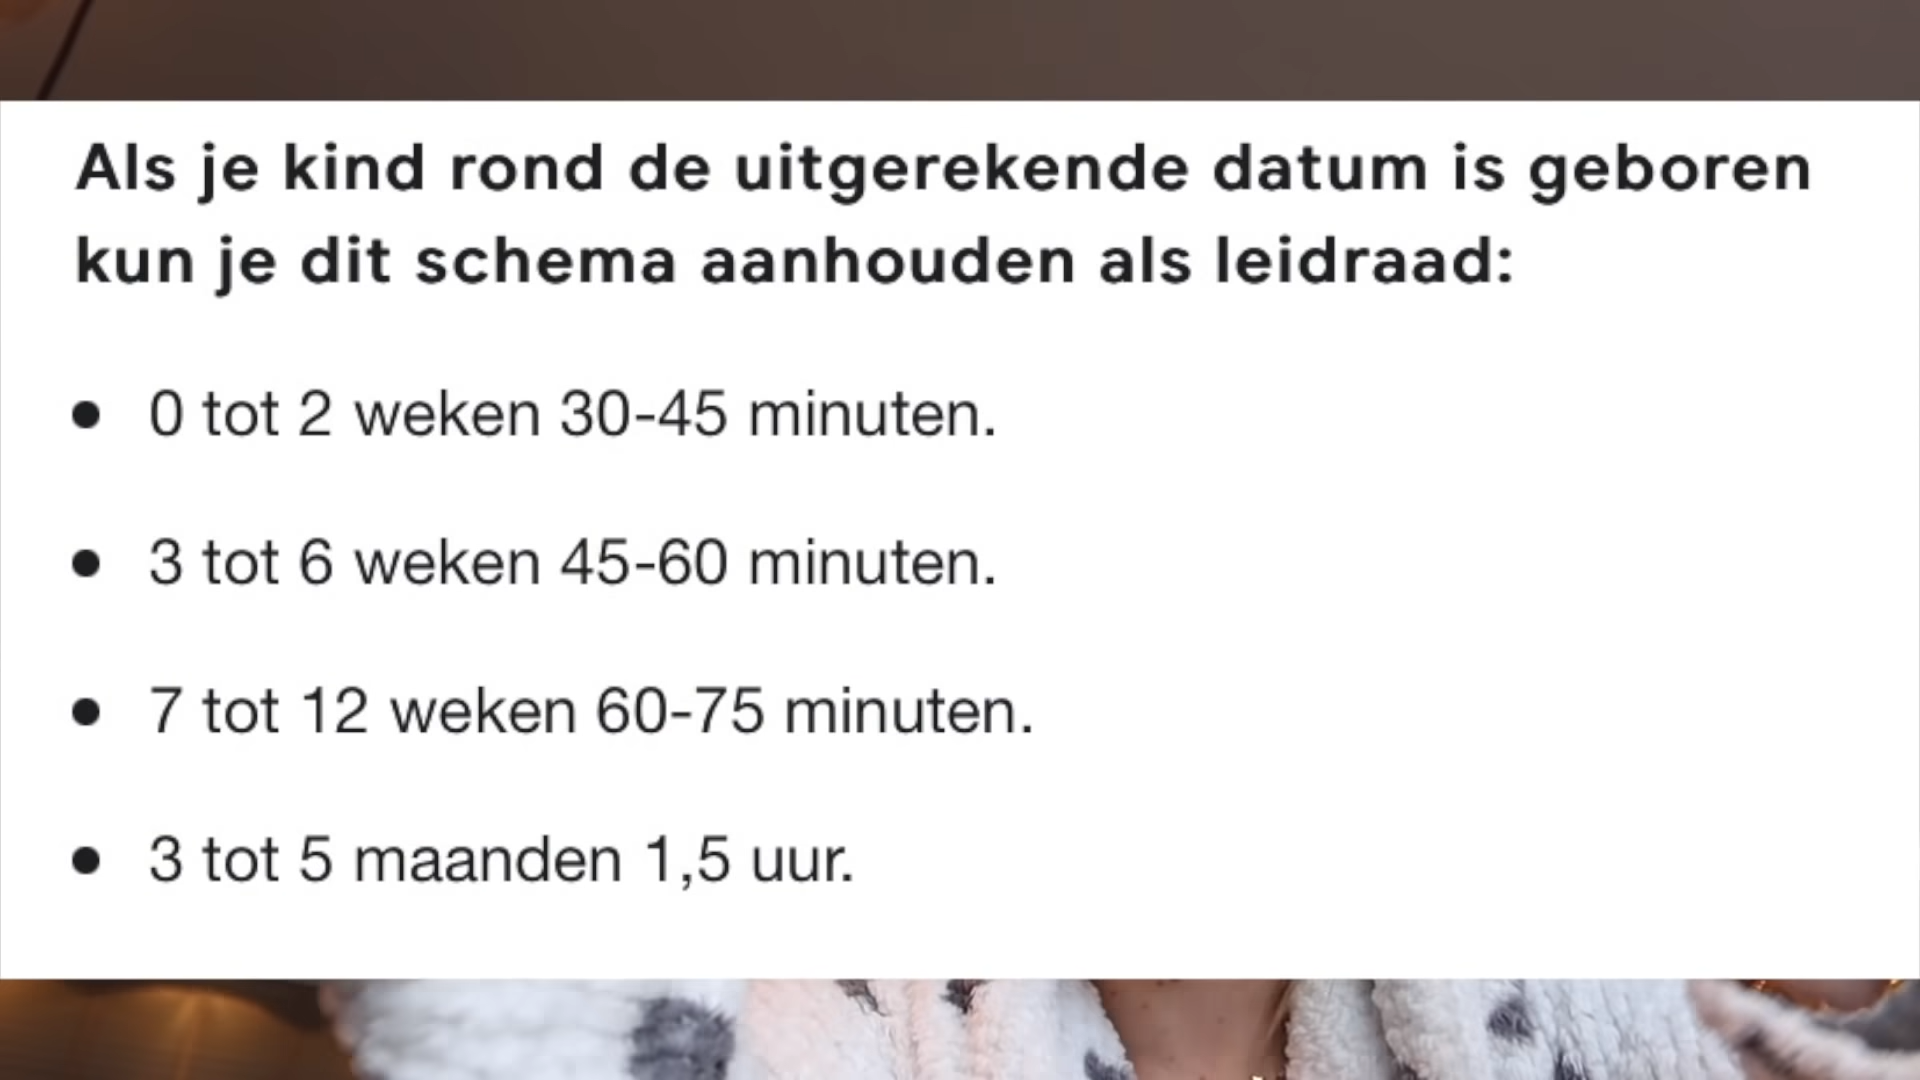 Als je kind rond de uitgerekende datum is geboren
kun je dit schema aanhouden als leidraad:
• 0 tot 2 weken 30-45 minuten.
• 3 tot 6 weken 45-60 minuten.
• 7 tot 12 weken 60-75 minuten.
• 3 tot 5 maanden 1,5 uur.